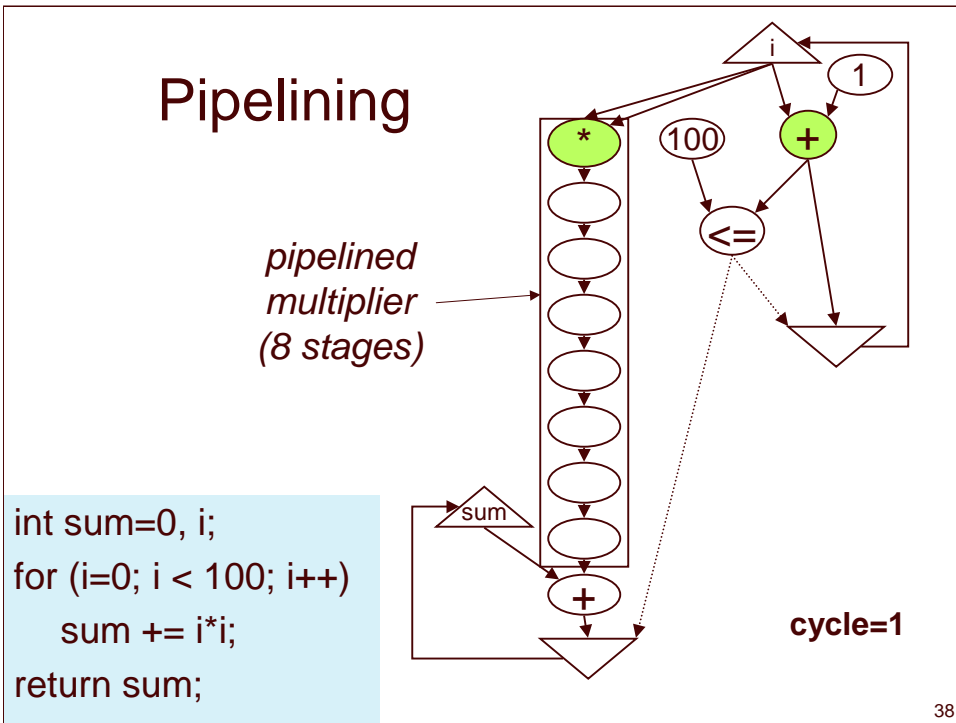 Pipelining
i
1
*
100
+
<=
pipelined
multiplier
(8 stages)
sum
+
int sum=0, i;
for (i=0; i < 100; i++)
sum += i*i;
return sum;
cycle=1
38